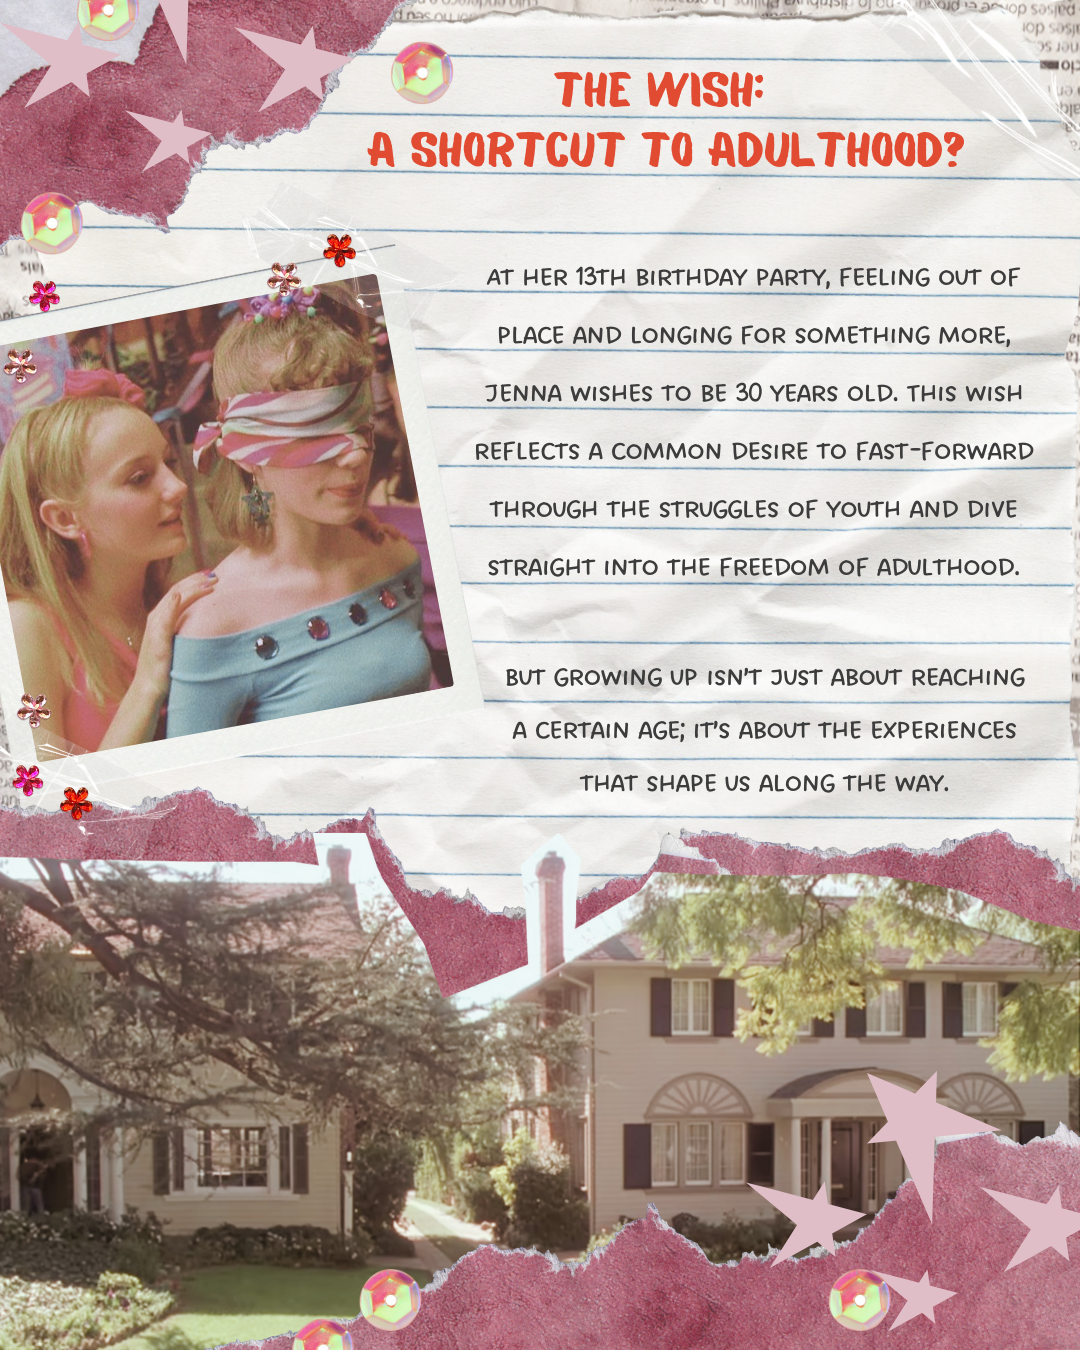 THE WISH:
A SHORTCUT TO ADULTHOOD?
AT HER 13TH BIRTHDAY PARTY, FEELING OUT OF
PLACE AND LONGING FOR SOMETHING MORE,
JENNA WISHES TO BE 30 YEARS OLD. THIS WISH
REFLECTS A COMMON DESIRE TO FAST-FORWARD
THROUGH THE STRUGGLES OF YOUTH AND DIVE
STRAIGHT INTO THE FREEDOM OF ADULTHOOD.
BUT GROWING UP ISN'T JUST ABOUT REACHING
A CERTAIN AGE; IT'S ABOUT THE EXPERIENCES
THAT SHAPE US ALONG THE WAY.